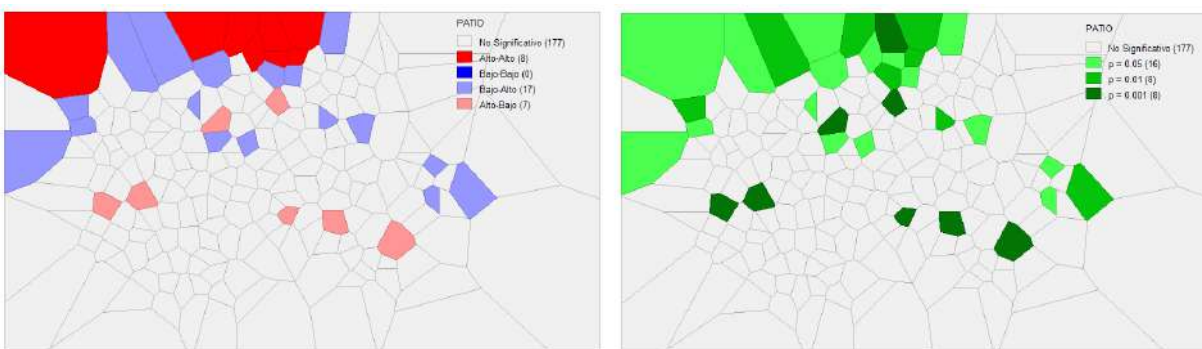 PATIO
No Significativo (177)
Alto-Alto (8)
Bajo-Bajo (0)
Bajo-Alto (17)
Alto-Bajo (7)
PATIO
No Significativo (177)
p = 0.05 (16)
p = 0.01 (8)
p = 0.001 (8)